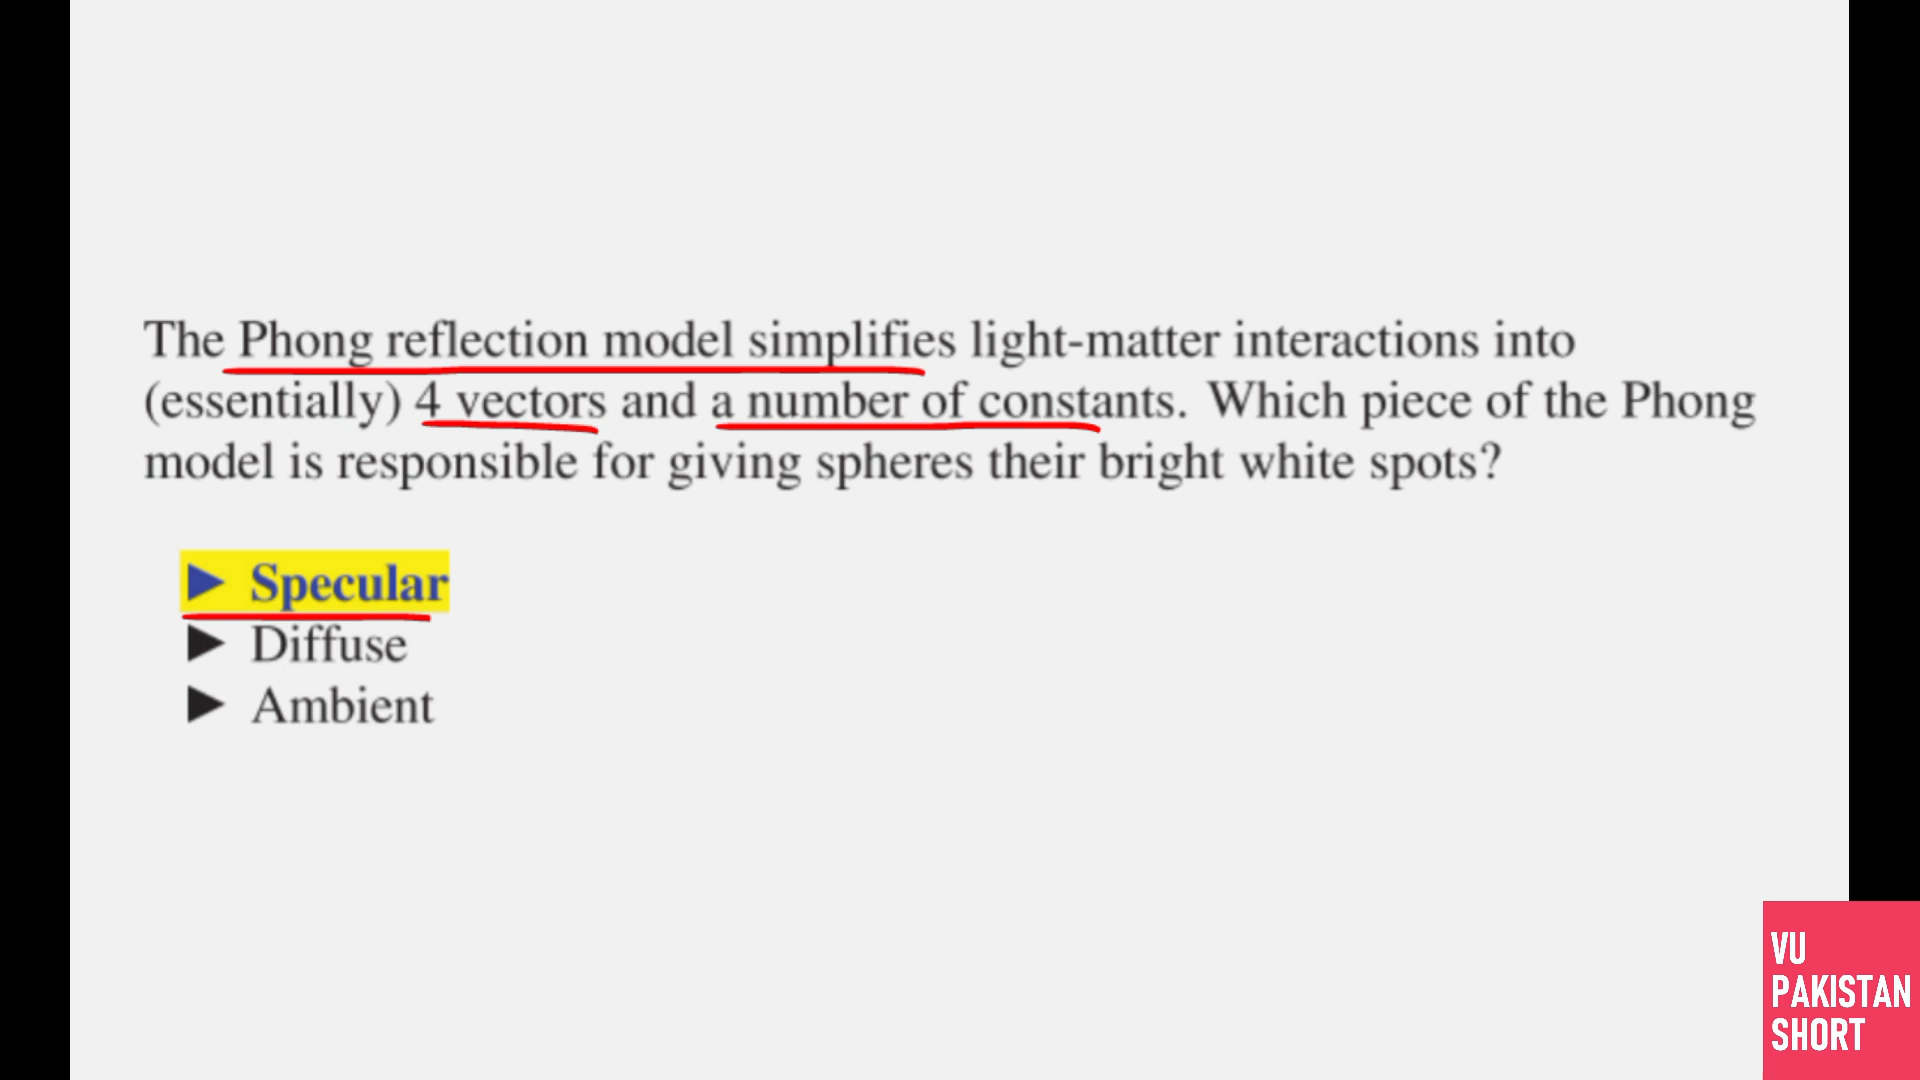 The Phong reflection model simplifies light-matter interactions into
(essentially) 4 vectors and a number of constants. Which piece of the Phong
model is responsible for giving spheres their bright white spots?
► Specular
► Diffuse
► Ambient
VU
PAKISTAN
SHORT